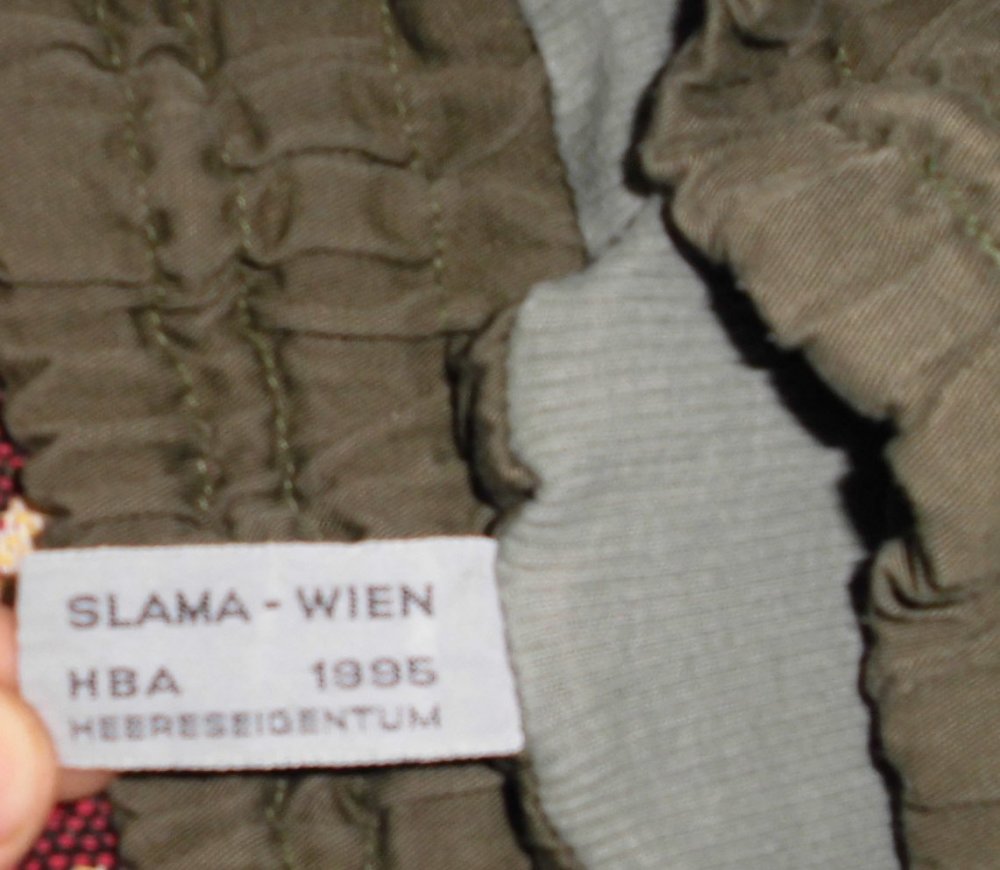 SLAMA - WIEN
HBA 1995
HEERESEIGENTUM